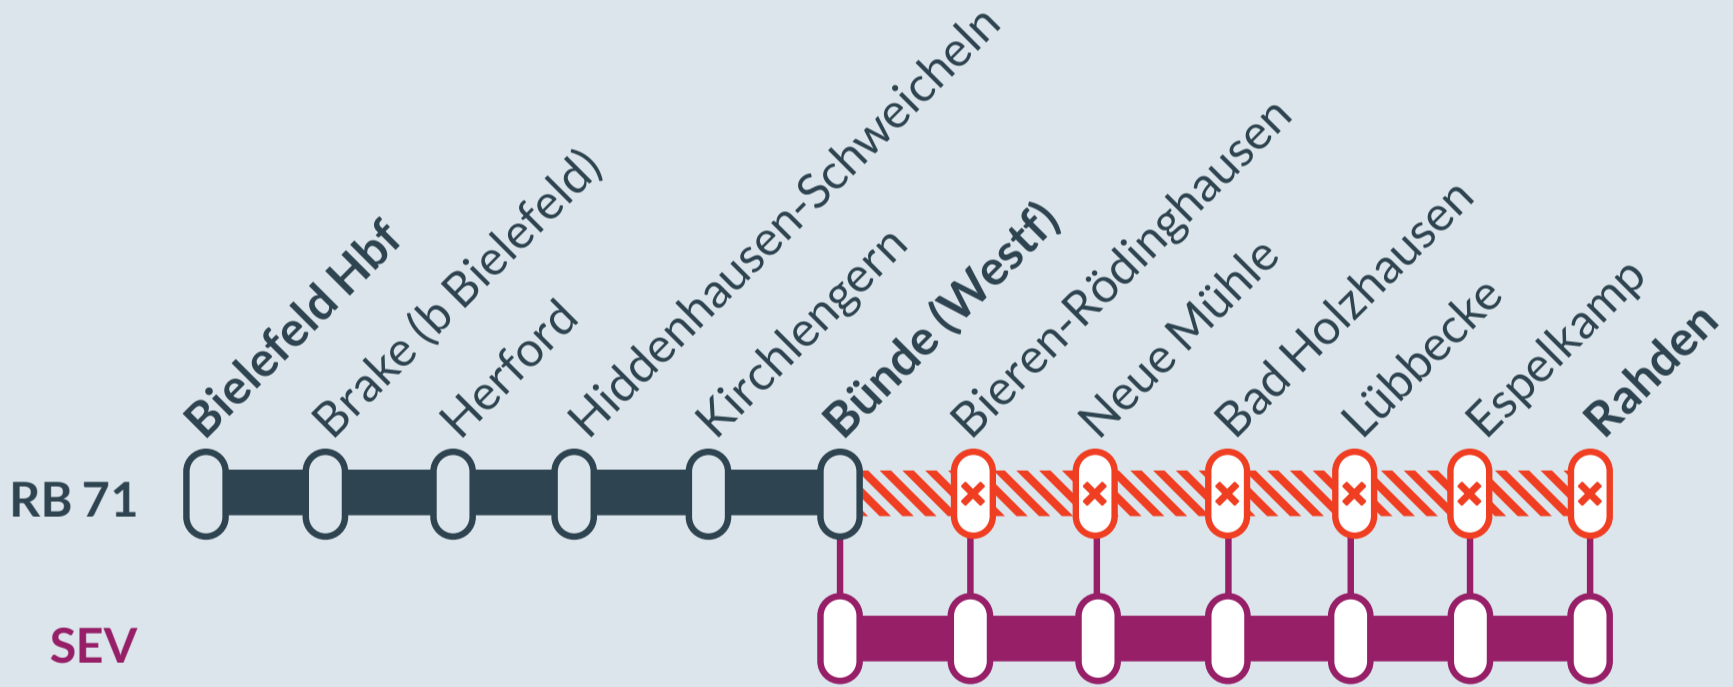 Bielefeld Hbf
Brake (b Bielefeld)
Herford
Hiddenhausen-Schweicheln
Kirchlengern
Bünde (Westf)
Bieren-Rödinghausen
Neue Mühle
Bad Holzhausen
Lübbecke
Espelkamp
Rahden
RB 71
SEV